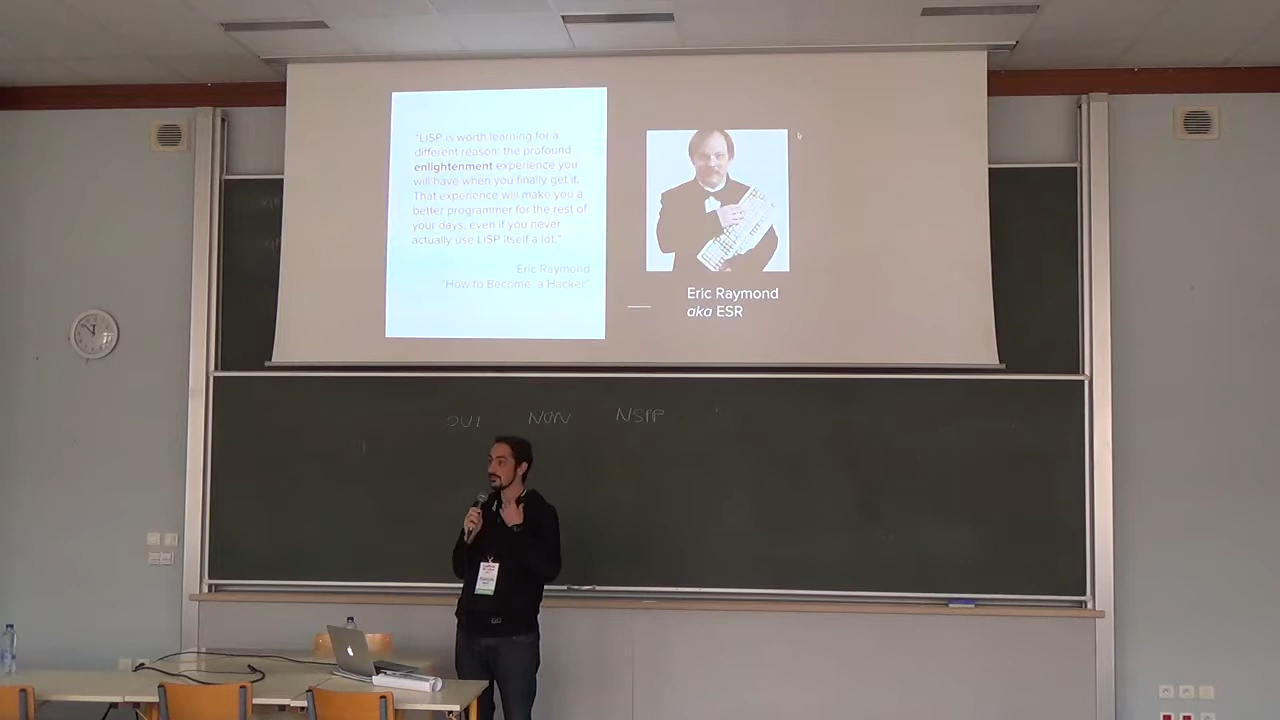 "LISP is worth learning for a
different reason: the profound
enlightenment experience you
will have when you finally get it.
That experience will make you a
better programmer for the rest of
your days, even if you never
actually use LISP itself a lot."
Eric Raymond
"How to Become a Hacker"
Eric Raymond
aka ESR
OUI NON NSPP